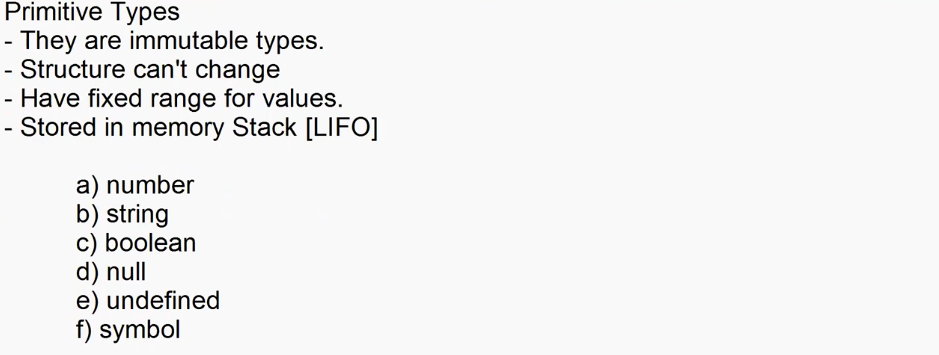 Primitive Types
- They are immutable types.
- Structure can't change
- Have fixed range for values.
- Stored in memory Stack [LIFO]
a) number
b) string
c) boolean
d) null
e) undefined
f) symbol